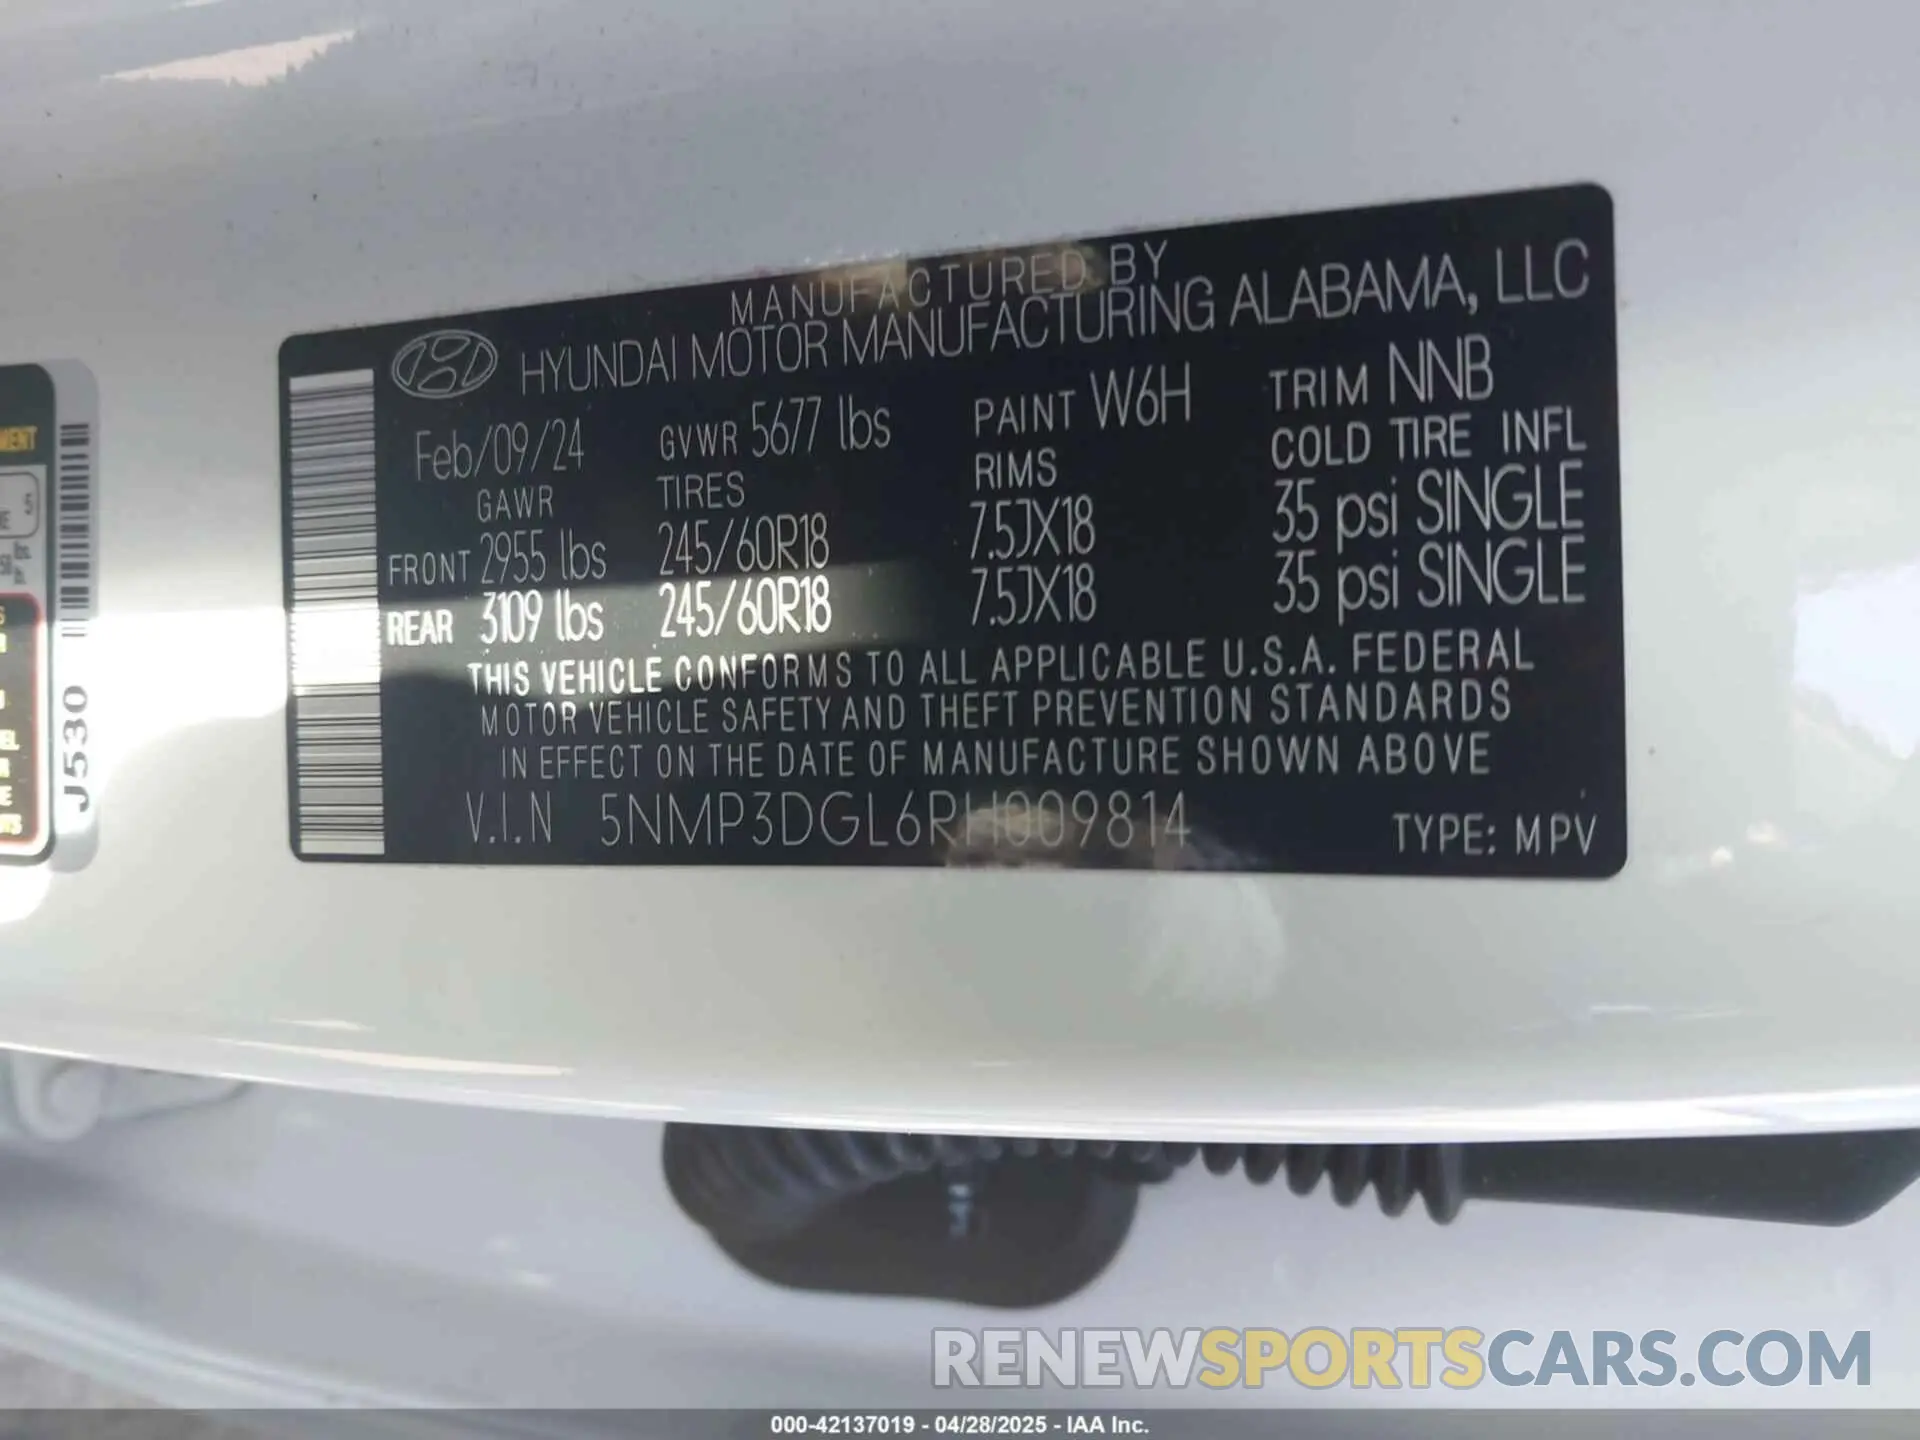 MANUFACTURED BY
HYUNDAI MOTOR MANUFACTURING ALABAMA, LLC
Feb/09/24 GVWR 5677 lbs PAINT W6H TRIM NNB
GAWR TIRES RIMS COLD TIRE INFL
FRONT 2955 lbs 245/60R18 7.5JX18 35 psi SINGLE
REAR 3109 lbs 245/60R18 7.5JX18 35 psi SINGLE
THIS VEHICLE CONFORMS TO ALL APPLICABLE U.S.A. FEDERAL
MOTOR VEHICLE SAFETY AND THEFT PREVENTION STANDARDS
IN EFFECT ON THE DATE OF MANUFACTURE SHOWN ABOVE
V.I.N 5NMP3DGL6RH009814 TYPE: MPV
J530
5
lbs.
RENEWSPORTSCARS.COM
000-42137019 - 04/28/2025 - IAA Inc.